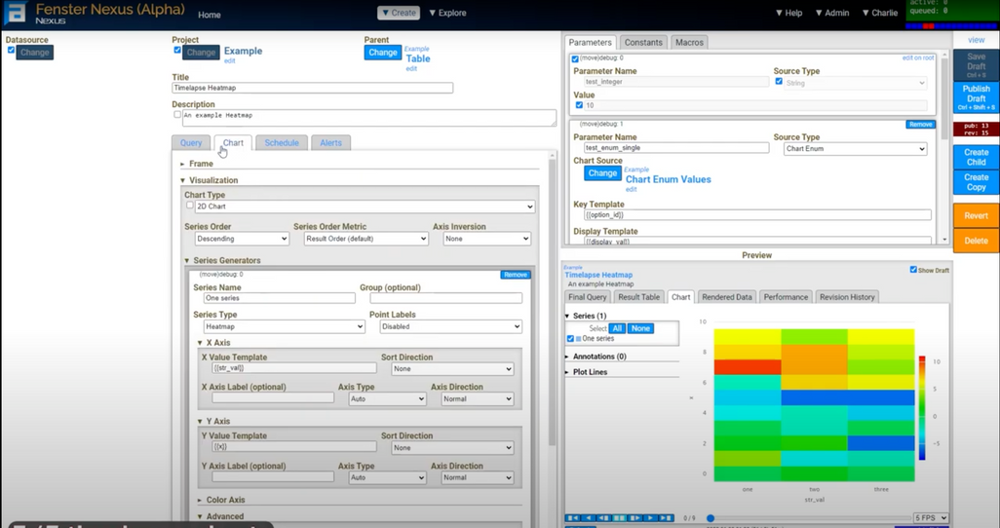 Fenster Nexus (Alpha)
Nexus
Home
▼ Create
▼ Explore
▼ Help
▼ Admin
▼ Charlie
active: 0
queued: 0
Datasource
Change
Project
Change
Example
edit
Parent
Change
Example
Table
edit
Title
Timelapse Heatmap
Description
An example Heatmap
Query
Chart
Schedule
Alerts
► Frame
▼ Visualization
Chart Type
2D Chart
Series Order
Series Order Metric
Axis Inversion
Descending
Result Order (default)
None
▼ Series Generators
(move)debug: 0
Remove
Series Name
Group (optional)
One series
Series Type
Point Labels
Heatmap
Disabled
▼ X Axis
X Value Template
Sort Direction
{{str_val}}
None
X Axis Label (optional)
Axis Type
Axis Direction
Auto
Normal
▼ Y Axis
Y Value Template
Sort Direction
{{x}}
None
Y Axis Label (optional)
Axis Type
Axis Direction
Auto
Normal
► Color Axis
▼ Advanced
Parameters
Constants
Macros
(move)debug: 0
edit on root
Parameter Name
Source Type
test_integer
String
Value
10
(move)debug: 1
Remove
Parameter Name
Source Type
test_enum_single
Chart Enum
Chart Source
Change
Example
Chart Enum Values
edit
Key Template
{{option_id}}
Display Template
{{display_val}}
view
Save
Draft
Ctrl + S
Publish
Draft
Ctrl + Shift + S
pub: 13
rev: 15
Create
Child
Create
Copy
Revert
Delete
Preview
Example
Timelapse Heatmap
An example Heatmap
Show Draft
Final Query
Result Table
Chart
Rendered Data
Performance
Revision History
▼ Series (1)
Select
All
None
One series
► Annotations (0)
► Plot Lines
10
8
6
4
2
0
x
one
two
three
str_val
10
5
0
-5
0 / 9
5 FPS